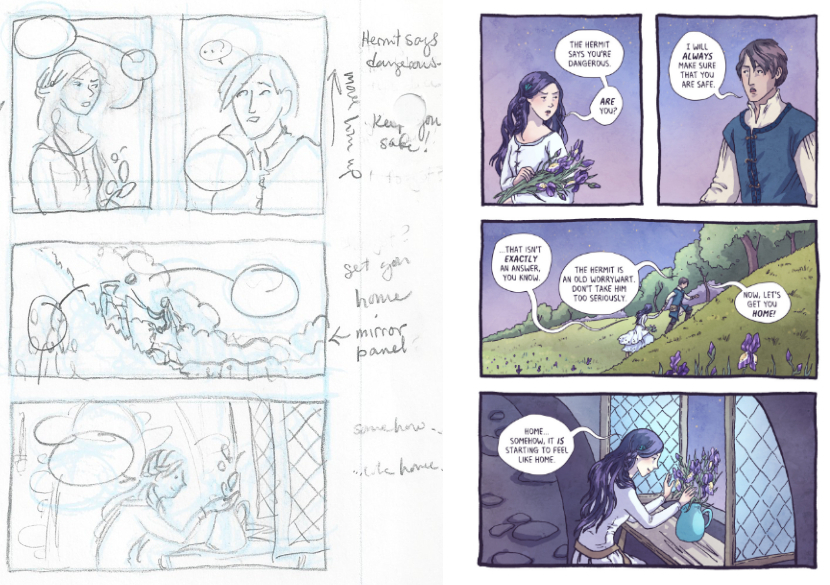 Hermit says
dangerous
more turn up
Keep you
safe!
get you
home
mirror
panel
somehow..
home.
THE HERMIT
SAYS YOU'RE
DANGEROUS.
ARE
YOU?
I WILL
ALWAYS
MAKE SURE
THAT YOU
ARE SAFE.
...THAT ISN'T
EXACTLY
AN ANSWER,
YOU KNOW.
THE HERMIT IS
AN OLD WORRYWART.
DON'T TAKE HIM
TOO SERIOUSLY.
NOW, LET'S
GET YOU
HOME!
HOME...
SOMEHOW, IT IS
STARTING TO FEEL
LIKE HOME.